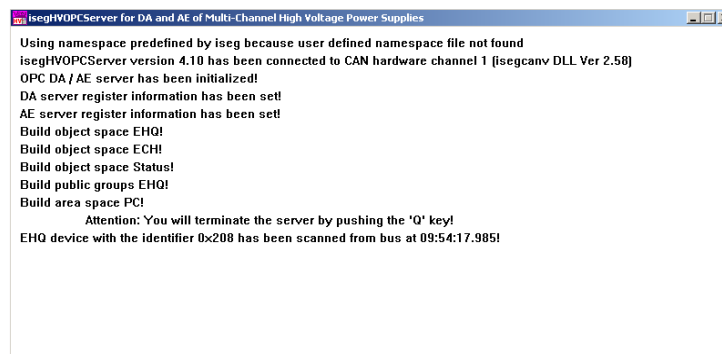 isegHVOPCServer for DA and AE of Multi-Channel High Voltage Power Supplies
Using namespace predefined by iseg because user defined namespace file not found
isegHVOPCServer version 4.10 has been connected to CAN hardware channel 1 (isegcanv DLL Ver 2.58)
OPC DA / AE server has been initialized!
DA server register information has been set!
AE server register information has been set!
Build object space EHQ!
Build object space ECH!
Build object space Status!
Build public groups EHQ!
Build area space PC!
Attention: You will terminate the server by pushing the 'Q' key!
EHQ device with the identifier 0x208 has been scanned from bus at 09:54:17.985!